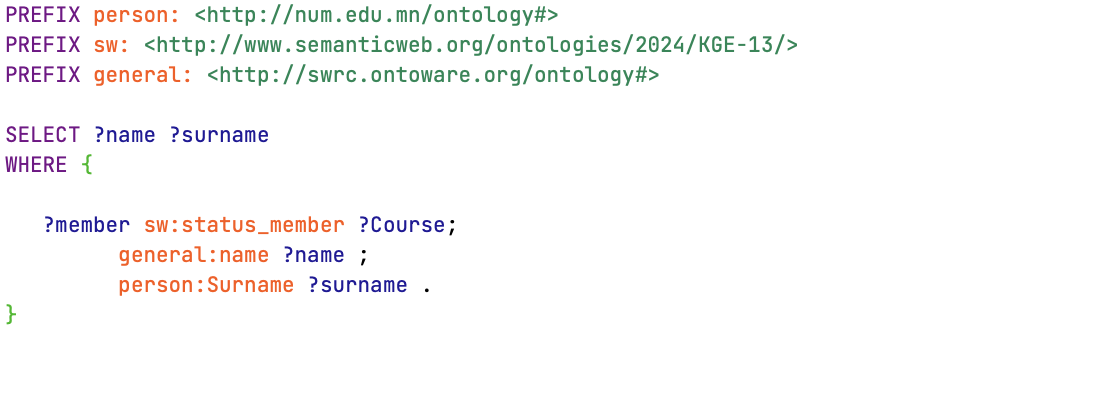 PREFIX person: <http://num.edu.mn/ontology#>
PREFIX sw: <http://www.semanticweb.org/ontologies/2024/KGE-13/>
PREFIX general: <http://swrc.ontoware.org/ontology#>
SELECT ?name ?surname
WHERE {
?member sw:status_member ?Course;
general:name ?name ;
person:Surname ?surname .
}